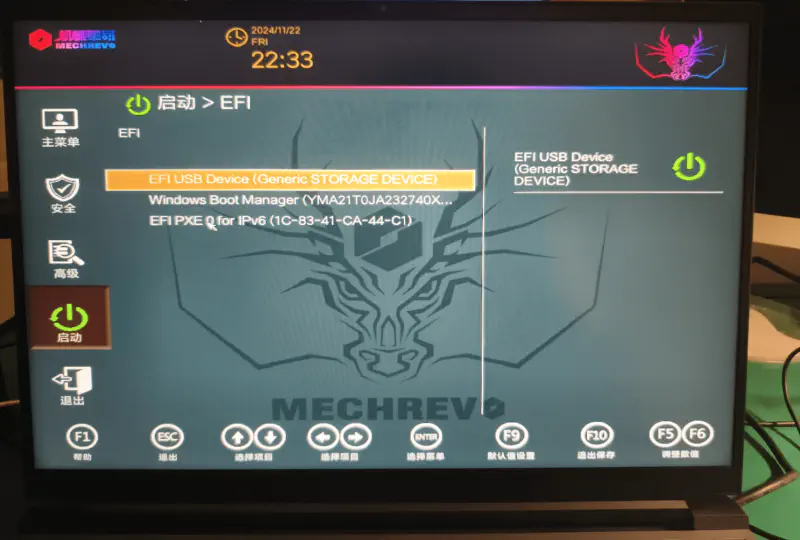 机械革命
MECHREVO
2024/11/22
FRI
22:33
启动 > EFI
EFI
主菜单
安全
高级
启动
退出
EFI USB Device (Generic STORAGE DEVICE)
Windows Boot Manager (YMA21T0JA232740X...
EFI PXE 0 for IPv6 (1C-83-41-CA-44-C1)
EFI USB Device
(Generic STORAGE
DEVICE)
MECHREVO
F1
帮助
ESC
退出
选择项目
选择项目
ENTER
选择菜单
F9
默认值设置
F10
退出保存
F5 F6
调整数值